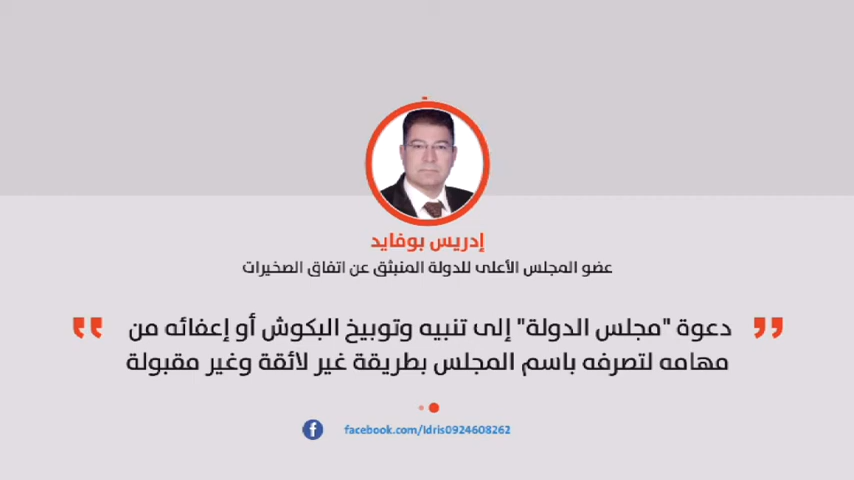 إدريس بوفايد
عضو المجلس الأعلى للدولة المنبثق عن اتفاق الصخيرات
دعوة "مجلس الدولة" إلى تنبيه وتوبيخ البكوش أو إعفائه من
مهامه لتصرفه باسم المجلس بطريقة غير لائقة وغير مقبولة
facebook.com/Idris0924608262